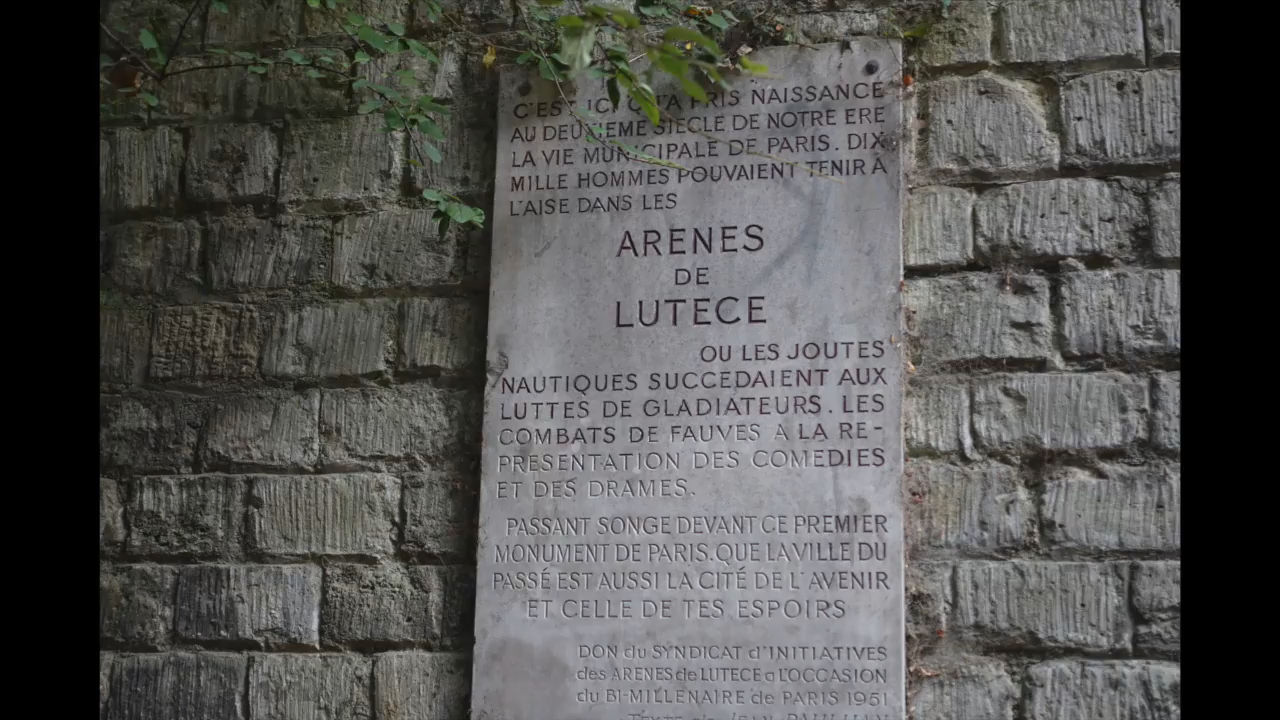 C'EST ICI QU'A PRIS NAISSANCE
AU DEUXIEME SIECLE DE NOTRE ERE
LA VIE MUNICIPALE DE PARIS. DIX
MILLE HOMMES POUVAIENT TENIR À
L'AISE DANS LES
ARENES
DE
LUTECE
OU LES JOUTES
NAUTIQUES SUCCEDAIENT AUX
LUTTES DE GLADIATEURS. LES
COMBATS DE FAUVES A LA RE-
PRESENTATION DES COMEDIES
ET DES DRAMES.
PASSANT SONGE DEVANT CE PREMIER
MONUMENT DE PARIS. QUE LA VILLE DU
PASSÉ EST AUSSI LA CITÉ DE L'AVENIR
ET CELLE DE TES ESPOIRS
DON du SYNDICAT d'INITIATIVES
des ARENES de LUTECE a L'OCCASION
du BI-MILLENAIRE de PARIS 1951
TEXTE de JEAN PAULHAN